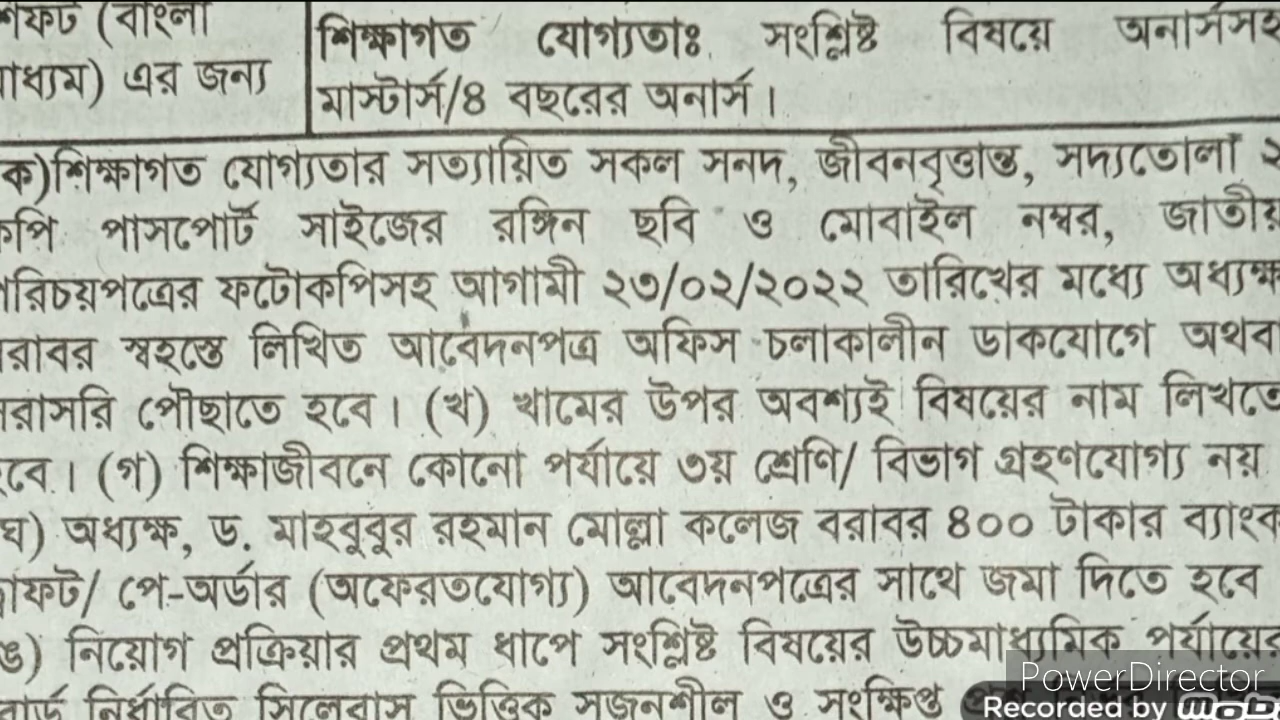 শিফট (বাংলা
মাধ্যম) এর জন্য
শিক্ষাগত যোগ্যতাঃ সংশ্লিষ্ট বিষয়ে অনার্সসহ
মাস্টার্স/৪ বছরের অনার্স।
ক)শিক্ষাগত যোগ্যতার সত্যায়িত সকল সনদ, জীবনবৃত্তান্ত, সদ্যতোলা ২
কপি পাসপোর্ট সাইজের রঙ্গিন ছবি ও মোবাইল নম্বর, জাতীয়
পরিচয়পত্রের ফটোকপিসহ আগামী ২৩/০২/২০২২ তারিখের মধ্যে অধ্যক্ষ
বরাবর স্বহস্তে লিখিত আবেদনপত্র অফিস চলাকালীন ডাকযোগে অথবা
সরাসরি পৌছাতে হবে। (খ) খামের উপর অবশ্যই বিষয়ের নাম লিখতে
হবে। (গ) শিক্ষাজীবনে কোনো পর্যায়ে ৩য় শ্রেণি/ বিভাগ গ্রহণযোগ্য নয়
ঘ) অধ্যক্ষ, ড. মাহবুবুর রহমান মোল্লা কলেজ বরাবর ৪০০ টাকার ব্যাংক
ড্রাফট/ পে-অর্ডার (অফেরতযোগ্য) আবেদনপত্রের সাথে জমা দিতে হবে
ঙ) নিয়োগ প্রক্রিয়ার প্রথম ধাপে সংশ্লিষ্ট বিষয়ের উচ্চমাধ্যমিক পর্যায়ের
বোর্ড নির্ধারিত সিলেবাস ভিত্তিক সৃজনশীল ও সংক্ষিপ্ত
PowerDirector
Recorded by